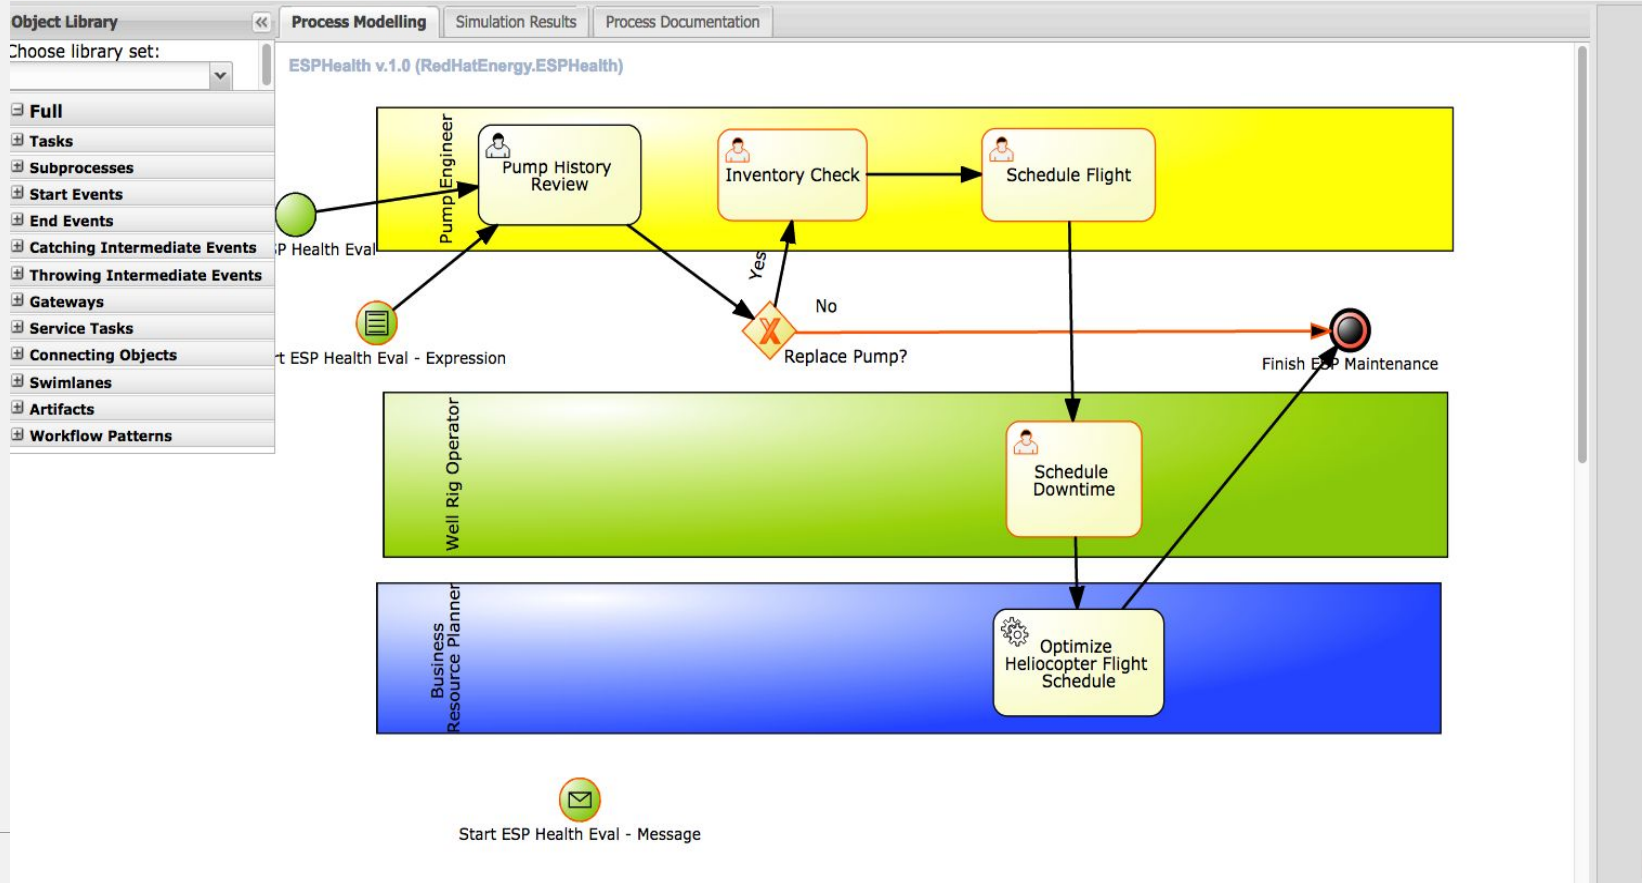 Object Library
Process Modelling
Simulation Results
Process Documentation
Choose library set:
ESPHealth v.1.0 (RedHatEnergy.ESPHealth)
Full
Tasks
Subprocesses
Start Events
End Events
Catching Intermediate Events
Throwing Intermediate Events
Gateways
Service Tasks
Connecting Objects
Swimlanes
Artifacts
Workflow Patterns
Pump Engineer
Pump History
Review
Inventory Check
Schedule Flight
Health Eval
Yes
No
ESP Health Eval - Expression
Replace Pump?
Finish ESP Maintenance
Well Rig Operator
Schedule
Downtime
Business
Resource Planner
Optimize
Heliocopter Flight
Schedule
Start ESP Health Eval - Message